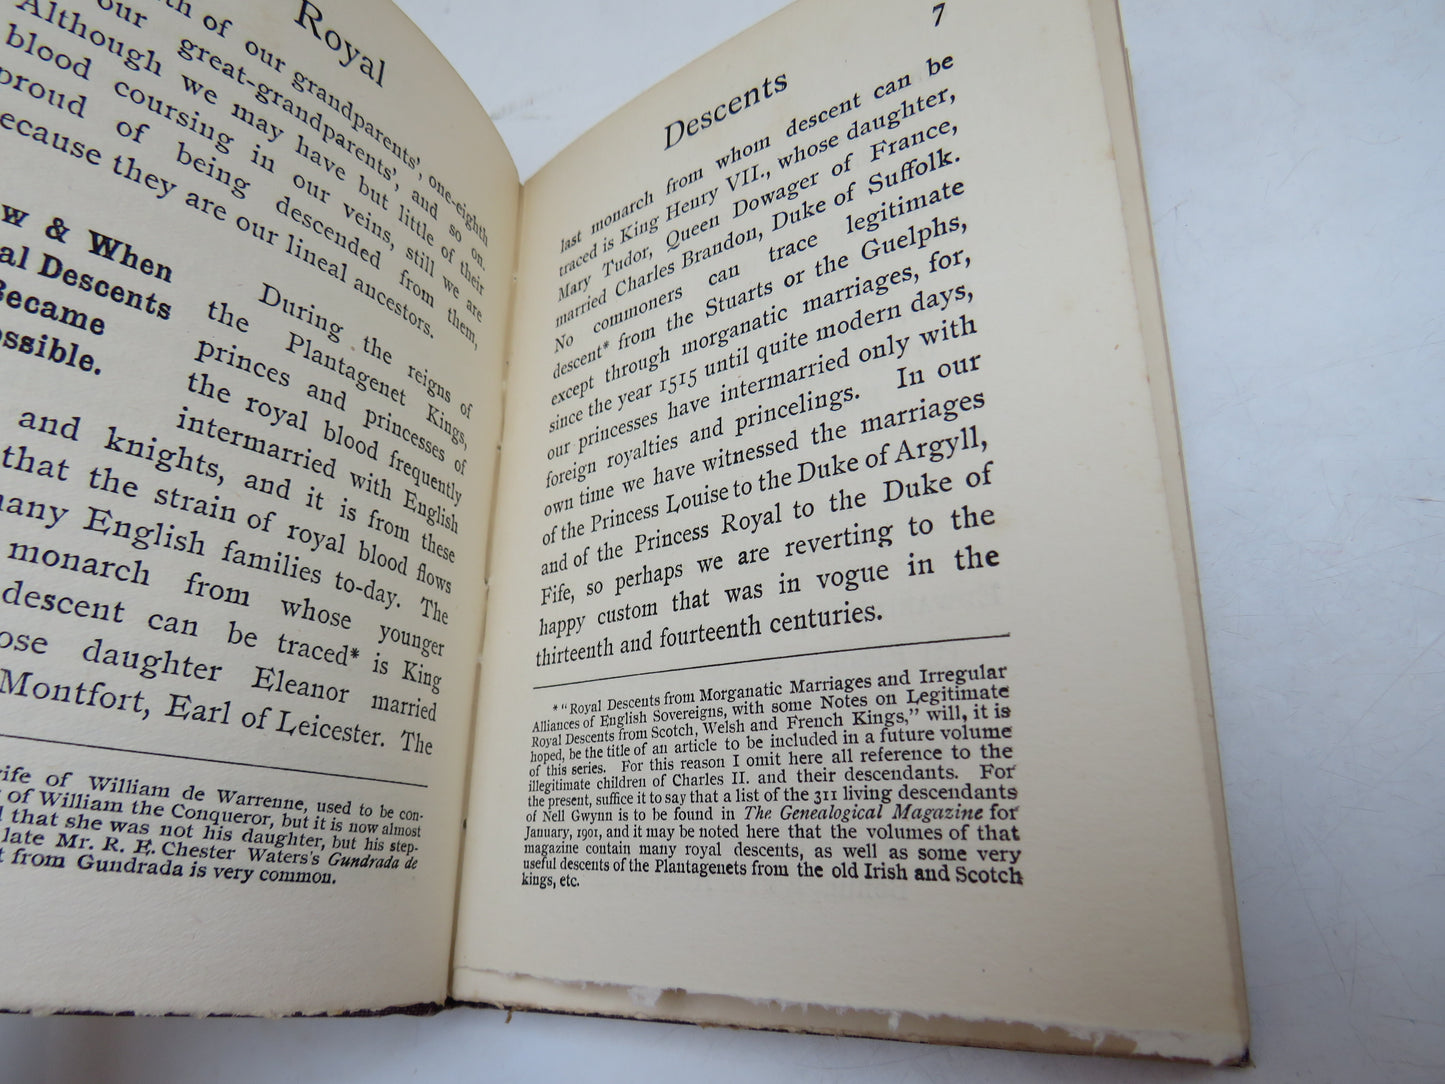 Royal
of our grandparents', one-eighth
our great-grandparents', and so on.
Although we may have but little of their
blood coursing in our veins, still we are
proud of being descended from them,
ecause they are our lineal ancestors.
w & When
al Descents
Became
ossible.
During the reigns of
the Plantagenet Kings,
princes and princesses of
the royal blood frequently
intermarried with English
and knights, and it is from these
that the strain of royal blood flows
many English families to-day. The
monarch from whose younger
descent can be traced* is King
ose daughter Eleanor married
Montfort, Earl of Leicester. The
wife of William de Warrenne, used to be con-
of William the Conqueror, but it is now almost
that she was not his daughter, but his step-
late Mr. R. E. Chester Waters's Gundrada de
from Gundrada is very common.
7
Descents
last monarch from whom descent can be
traced is King Henry VII., whose daughter,
Mary Tudor, Queen Dowager of France,
married Charles Brandon, Duke of Suffolk.
No commoners can trace legitimate
descent* from the Stuarts or the Guelphs,
except through morganatic marriages, for,
since the year 1515 until quite modern days,
our princesses have intermarried only with
foreign royalties and princelings. In our
own time we have witnessed the marriages
of the Princess Louise to the Duke of Argyll,
and of the Princess Royal to the Duke of
Fife, so perhaps we are reverting to the
happy custom that was in vogue in the
thirteenth and fourteenth centuries.
* "Royal Descents from Morganatic Marriages and Irregular
Alliances of English Sovereigns, with some Notes on Legitimate
Royal Descents from Scotch, Welsh and French Kings," will, it is
hoped, be the title of an article to be included in a future volume
of this series. For this reason I omit here all reference to the
illegitimate children of Charles II. and their descendants. For
the present, suffice it to say that a list of the 311 living descendants
of Nell Gwynn is to be found in The Genealogical Magazine for
January, 1901, and it may be noted here that the volumes of that
magazine contain many royal descents, as well as some very
useful descents of the Plantagenets from the old Irish and Scotch
kings, etc.